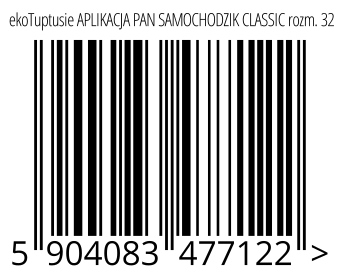 ekoTuptusie APLIKACJA PAN SAMOCHODZIK CLASSIC rozm. 32
5 904083 477122 >